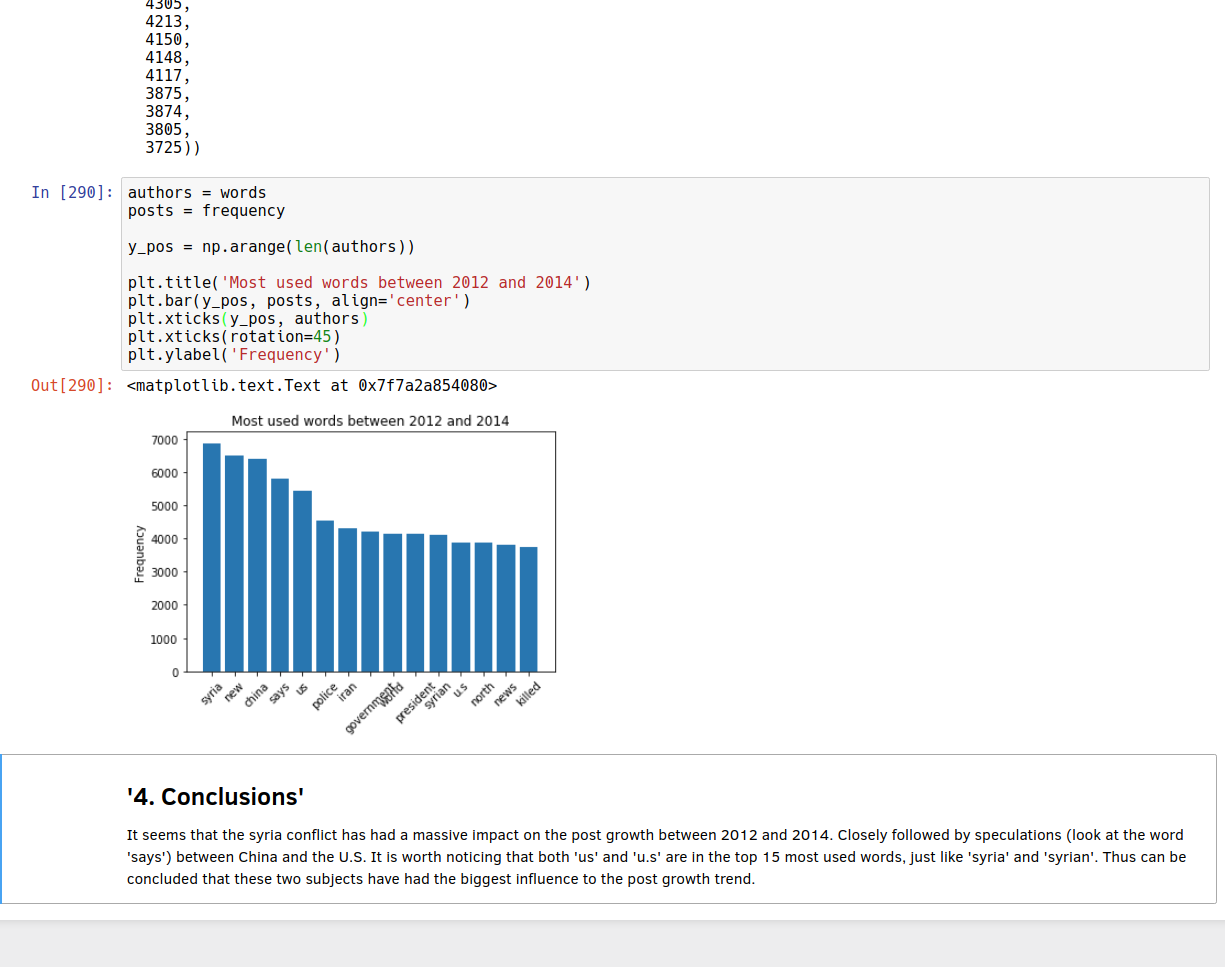 4305,
4213,
4150,
4148,
4117,
3875,
3874,
3805,
3725))
In [290]:
authors = words
posts = frequency
y_pos = np.arange(len(authors))
plt.title('Most used words between 2012 and 2014')
plt.bar(y_pos, posts, align='center')
plt.xticks(y_pos, authors)
plt.xticks(rotation=45)
plt.ylabel('Frequency')
Out[290]: <matplotlib.text.Text at 0x7f7a2a854080>
Most used words between 2012 and 2014
7000
6000
5000
4000
3000
2000
1000
0
Frequency
syria
new
china
says
us
police
iran
government
world
president
syrian
u.s
north
news
killed
'4. Conclusions'
It seems that the syria conflict has had a massive impact on the post growth between 2012 and 2014. Closely followed by speculations (look at the word
'says') between China and the U.S. It is worth noticing that both 'us' and 'u.s' are in the top 15 most used words, just like 'syria' and 'syrian'. Thus can be
concluded that these two subjects have had the biggest influence to the post growth trend.